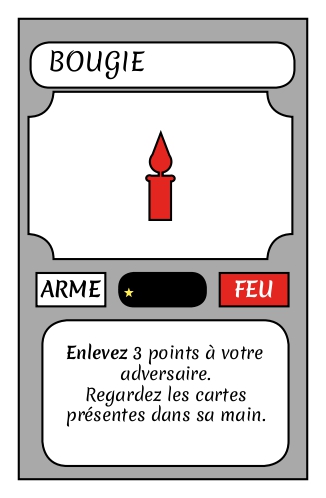 BOUGIE
ARME
FEU
Enlevez 3 points à votre
adversaire.
Regardez les cartes
présentes dans sa main.